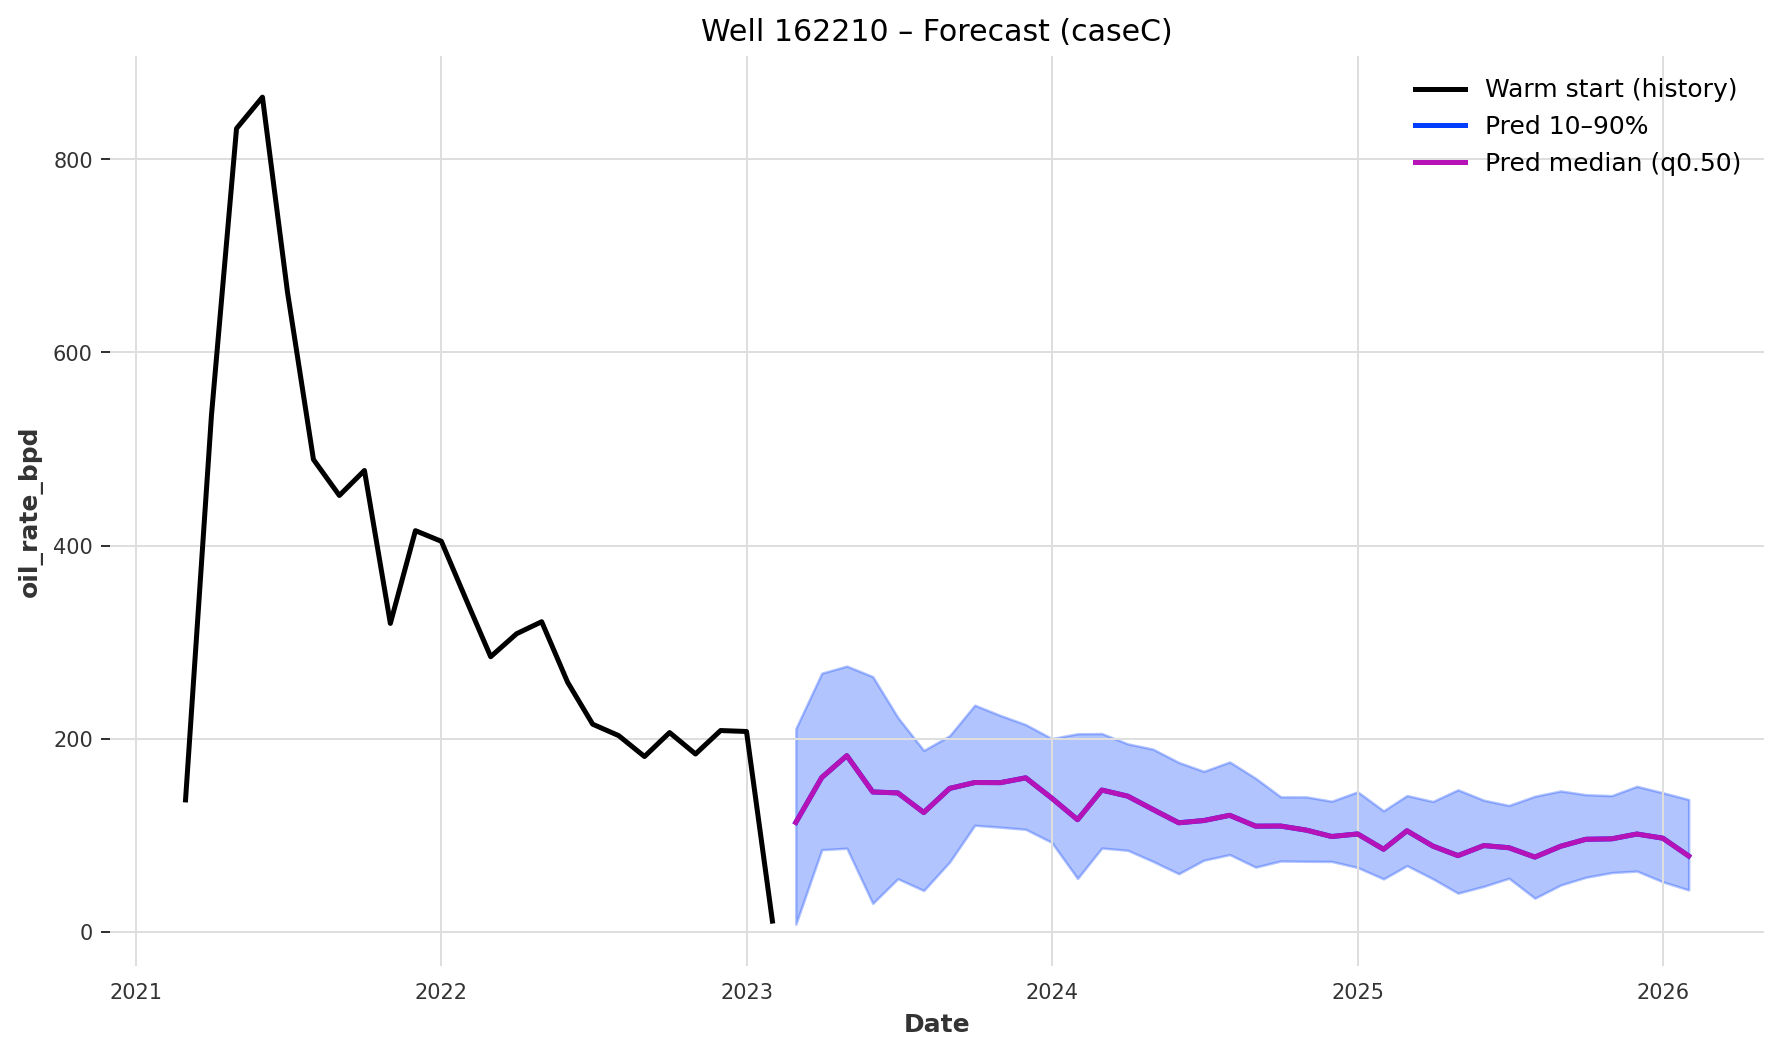 Well 162210 – Forecast (caseC)
Warm start (history)
Pred 10–90%
Pred median (q0.50)
oil_rate_bpd
800
600
400
200
0
2021
2022
2023
2024
2025
2026
Date